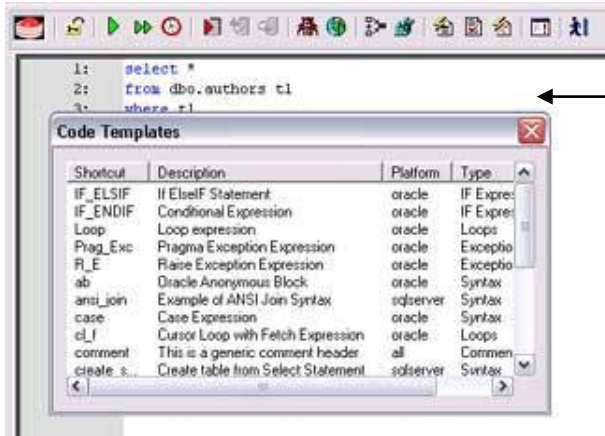 1: select *
2: from dbo.authors t1
3: where t1
Code Templates
Shortcut Description Platform Type
IF_ELSIF If ElseIF Statement oracle IF Expres
IF_ENDIF Conditional Expression oracle IF Expres
Loop Loop expression oracle Loops
Prag_Exc Pragma Exception Expression oracle Exceptio
R_E Raise Exception Expression oracle Exceptio
ab Oracle Anonymous Block oracle Syntax
ansi_join Example of ANSI Join Syntax sqlserver Syntax
case Case Expression oracle Syntax
cl_f Cursor Loop with Fetch Expression oracle Loops
comment This is a generic comment header all Commen
create_s... Create table from Select Statement sqlserver Syntax